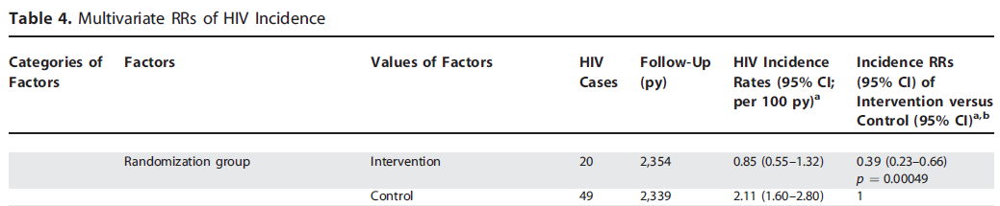 Table 4. Multivariate RRs of HIV Incidence
Categories of Factors Factors Values of Factors HIV Cases Follow-Up (py) HIV Incidence Rates (95% CI; per 100 py)a Incidence RRs (95% CI) of Intervention versus Control (95% CI)a,b
Randomization group Intervention 20 2,354 0.85 (0.55–1.32) 0.39 (0.23–0.66)
p = 0.00049
Control 49 2,339 2.11 (1.60–2.80) 1